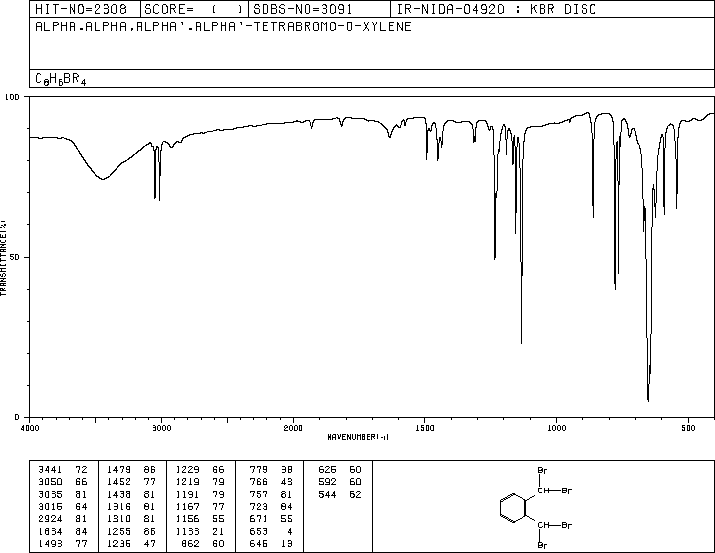 HIT-NO=2308 SCORE= ( ) SDBS-NO=3091 IR-NIDA-04920 : KBR DISC
ALPHA,ALPHA,ALPHA',ALPHA'-TETRABROMO-O-XYLENE
C8H6BR4
100
50
0
TRANSMITTANCE(%)
4000 3000 2000 1500 1000 500
WAVENUMBER(-1)
3441 72 1479 86 1229 66 779 38 626 60
3050 66 1452 77 1219 79 766 43 592 60
3035 81 1438 81 1191 79 757 81 544 62
3015 64 1316 81 1167 77 723 84
2924 81 1310 81 1156 55 671 55
1634 84 1255 86 1133 21 653 4
1493 77 1236 47 862 60 646 13
Br
CH Br
CH Br
Br